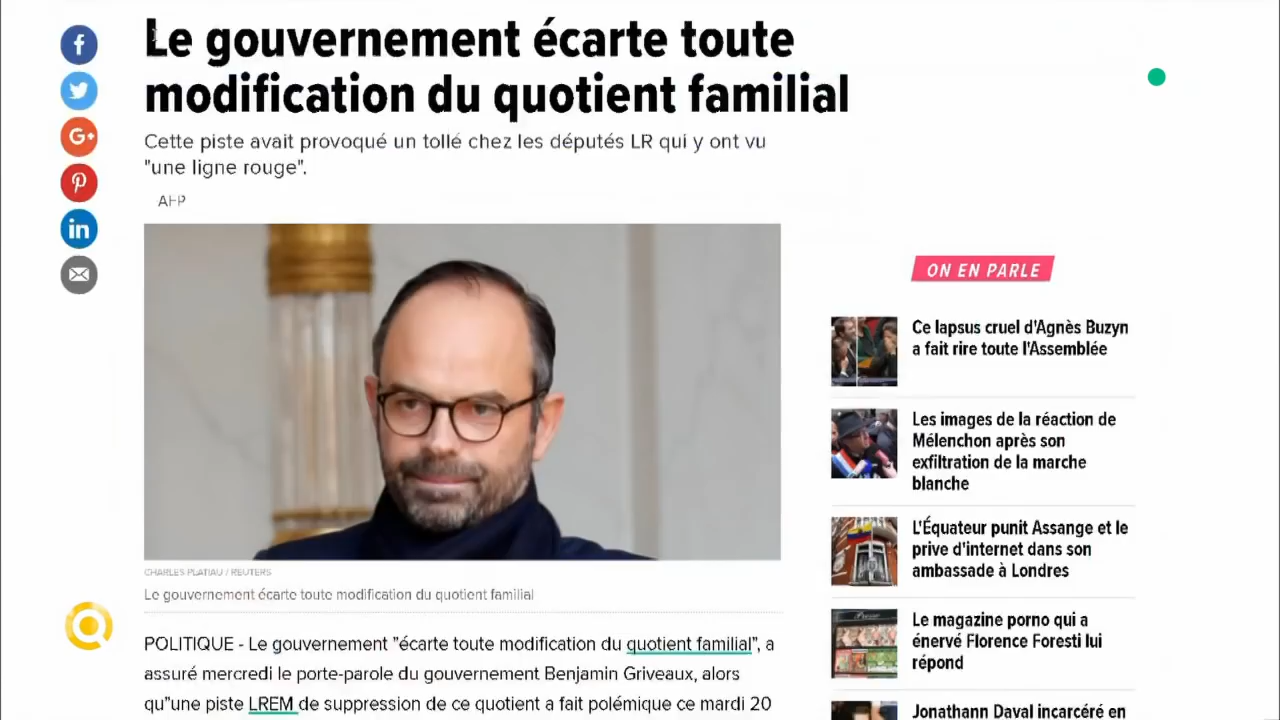 Le gouvernement écarte toute
modification du quotient familial
Cette piste avait provoqué un tollé chez les députés LR qui y ont vu
"une ligne rouge".
AFP
CHARLES PLATIAU / REUTERS
Le gouvernement écarte toute modification du quotient familial
POLITIQUE - Le gouvernement "écarte toute modification du quotient familial", a
assuré mercredi le porte-parole du gouvernement Benjamin Griveaux, alors
qu"une piste LREM de suppression de ce quotient a fait polémique ce mardi 20
ON EN PARLE
Ce lapsus cruel d'Agnès Buzyn
a fait rire toute l'Assemblée
Les images de la réaction de
Mélenchon après son
exfiltration de la marche
blanche
L'Équateur punit Assange et le
prive d'internet dans son
ambassade à Londres
Le magazine porno qui a
énervé Florence Foresti lui
répond
Jonathann Daval incarcéré en